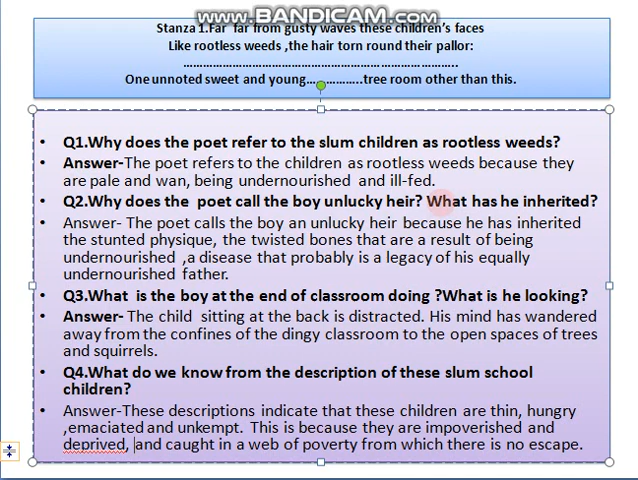 www.BANDICAM.com
Stanza 1.Far  far from gusty waves these children's faces
Like rootless weeds ,the hair torn round their pallor:
……………………………………………………………..
One unnoted sweet and young……………..tree room other than this.
• Q1.Why does the poet refer to the slum children as rootless weeds?
• Answer-The poet refers to the children as rootless weeds because they
are pale and wan, being undernourished and ill-fed.
• Q2.Why does the  poet call the boy unlucky heir? What has he inherited?
• Answer- The poet calls the boy an unlucky heir because he has inherited
the stunted physique, the twisted bones that are a result of being
undernourished ,a disease that probably is a legacy of his equally
undernourished father.
• Q3.What  is the boy at the end of classroom doing ?What is he looking?
• Answer- The child  sitting at the back is distracted. His mind has wandered
away from the confines of the dingy classroom to the open spaces of trees
and squirrels.
• Q4.What do we know from the description of these slum school
children?
• Answer-These descriptions indicate that these children are thin, hungry
,emaciated and unkempt.  This is because they are impoverished and
deprived, and caught in a web of poverty from which there is no escape.